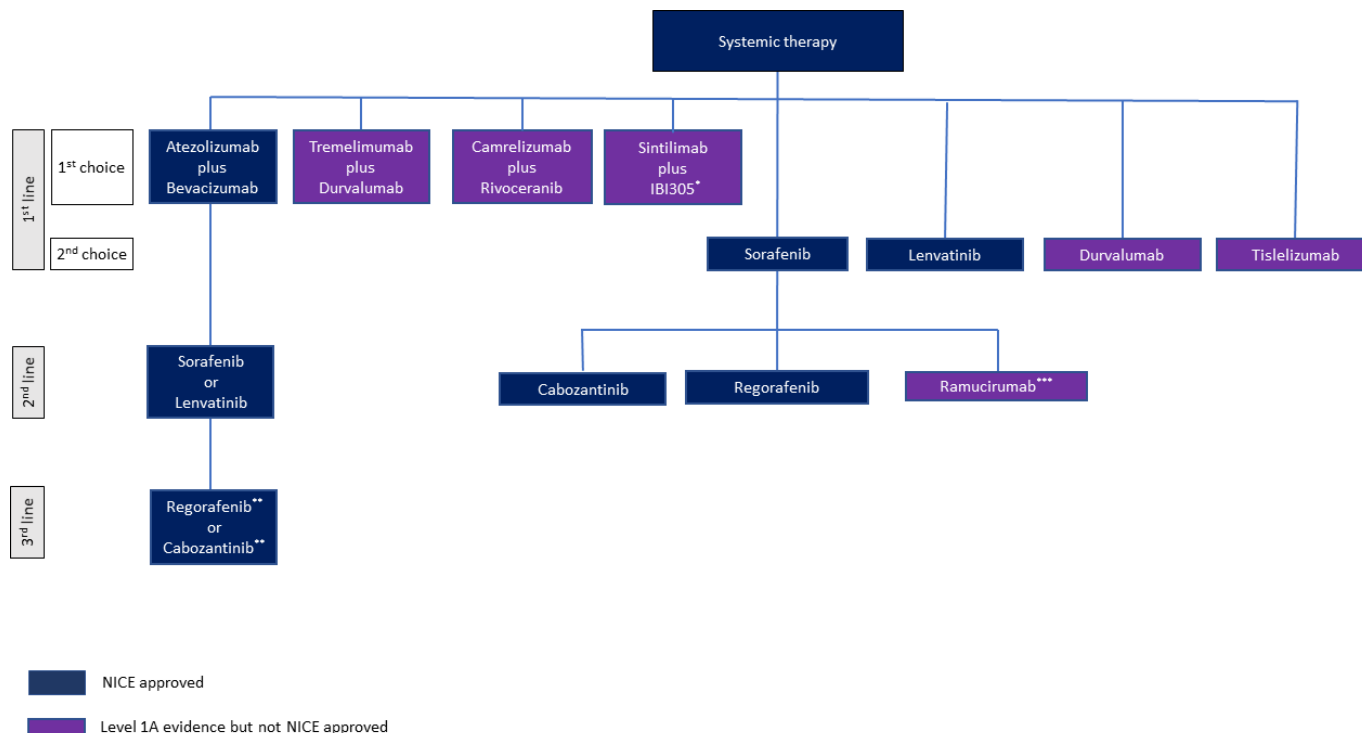 Systemic therapy
1st line
1st choice
Atezolizumab
plus
Bevacizumab
Tremelimumab
plus
Durvalumab
Camrelizumab
plus
Rivoceranib
Sintilimab
plus
IBI305*
2nd choice
Sorafenib
Lenvatinib
Durvalumab
Tislelizumab
2nd line
Sorafenib
or
Lenvatinib
Cabozantinib
Regorafenib
Ramucirumab***
3rd line
Regorafenib**
or
Cabozantinib**
NICE approved
Level 1A evidence but not NICE approved